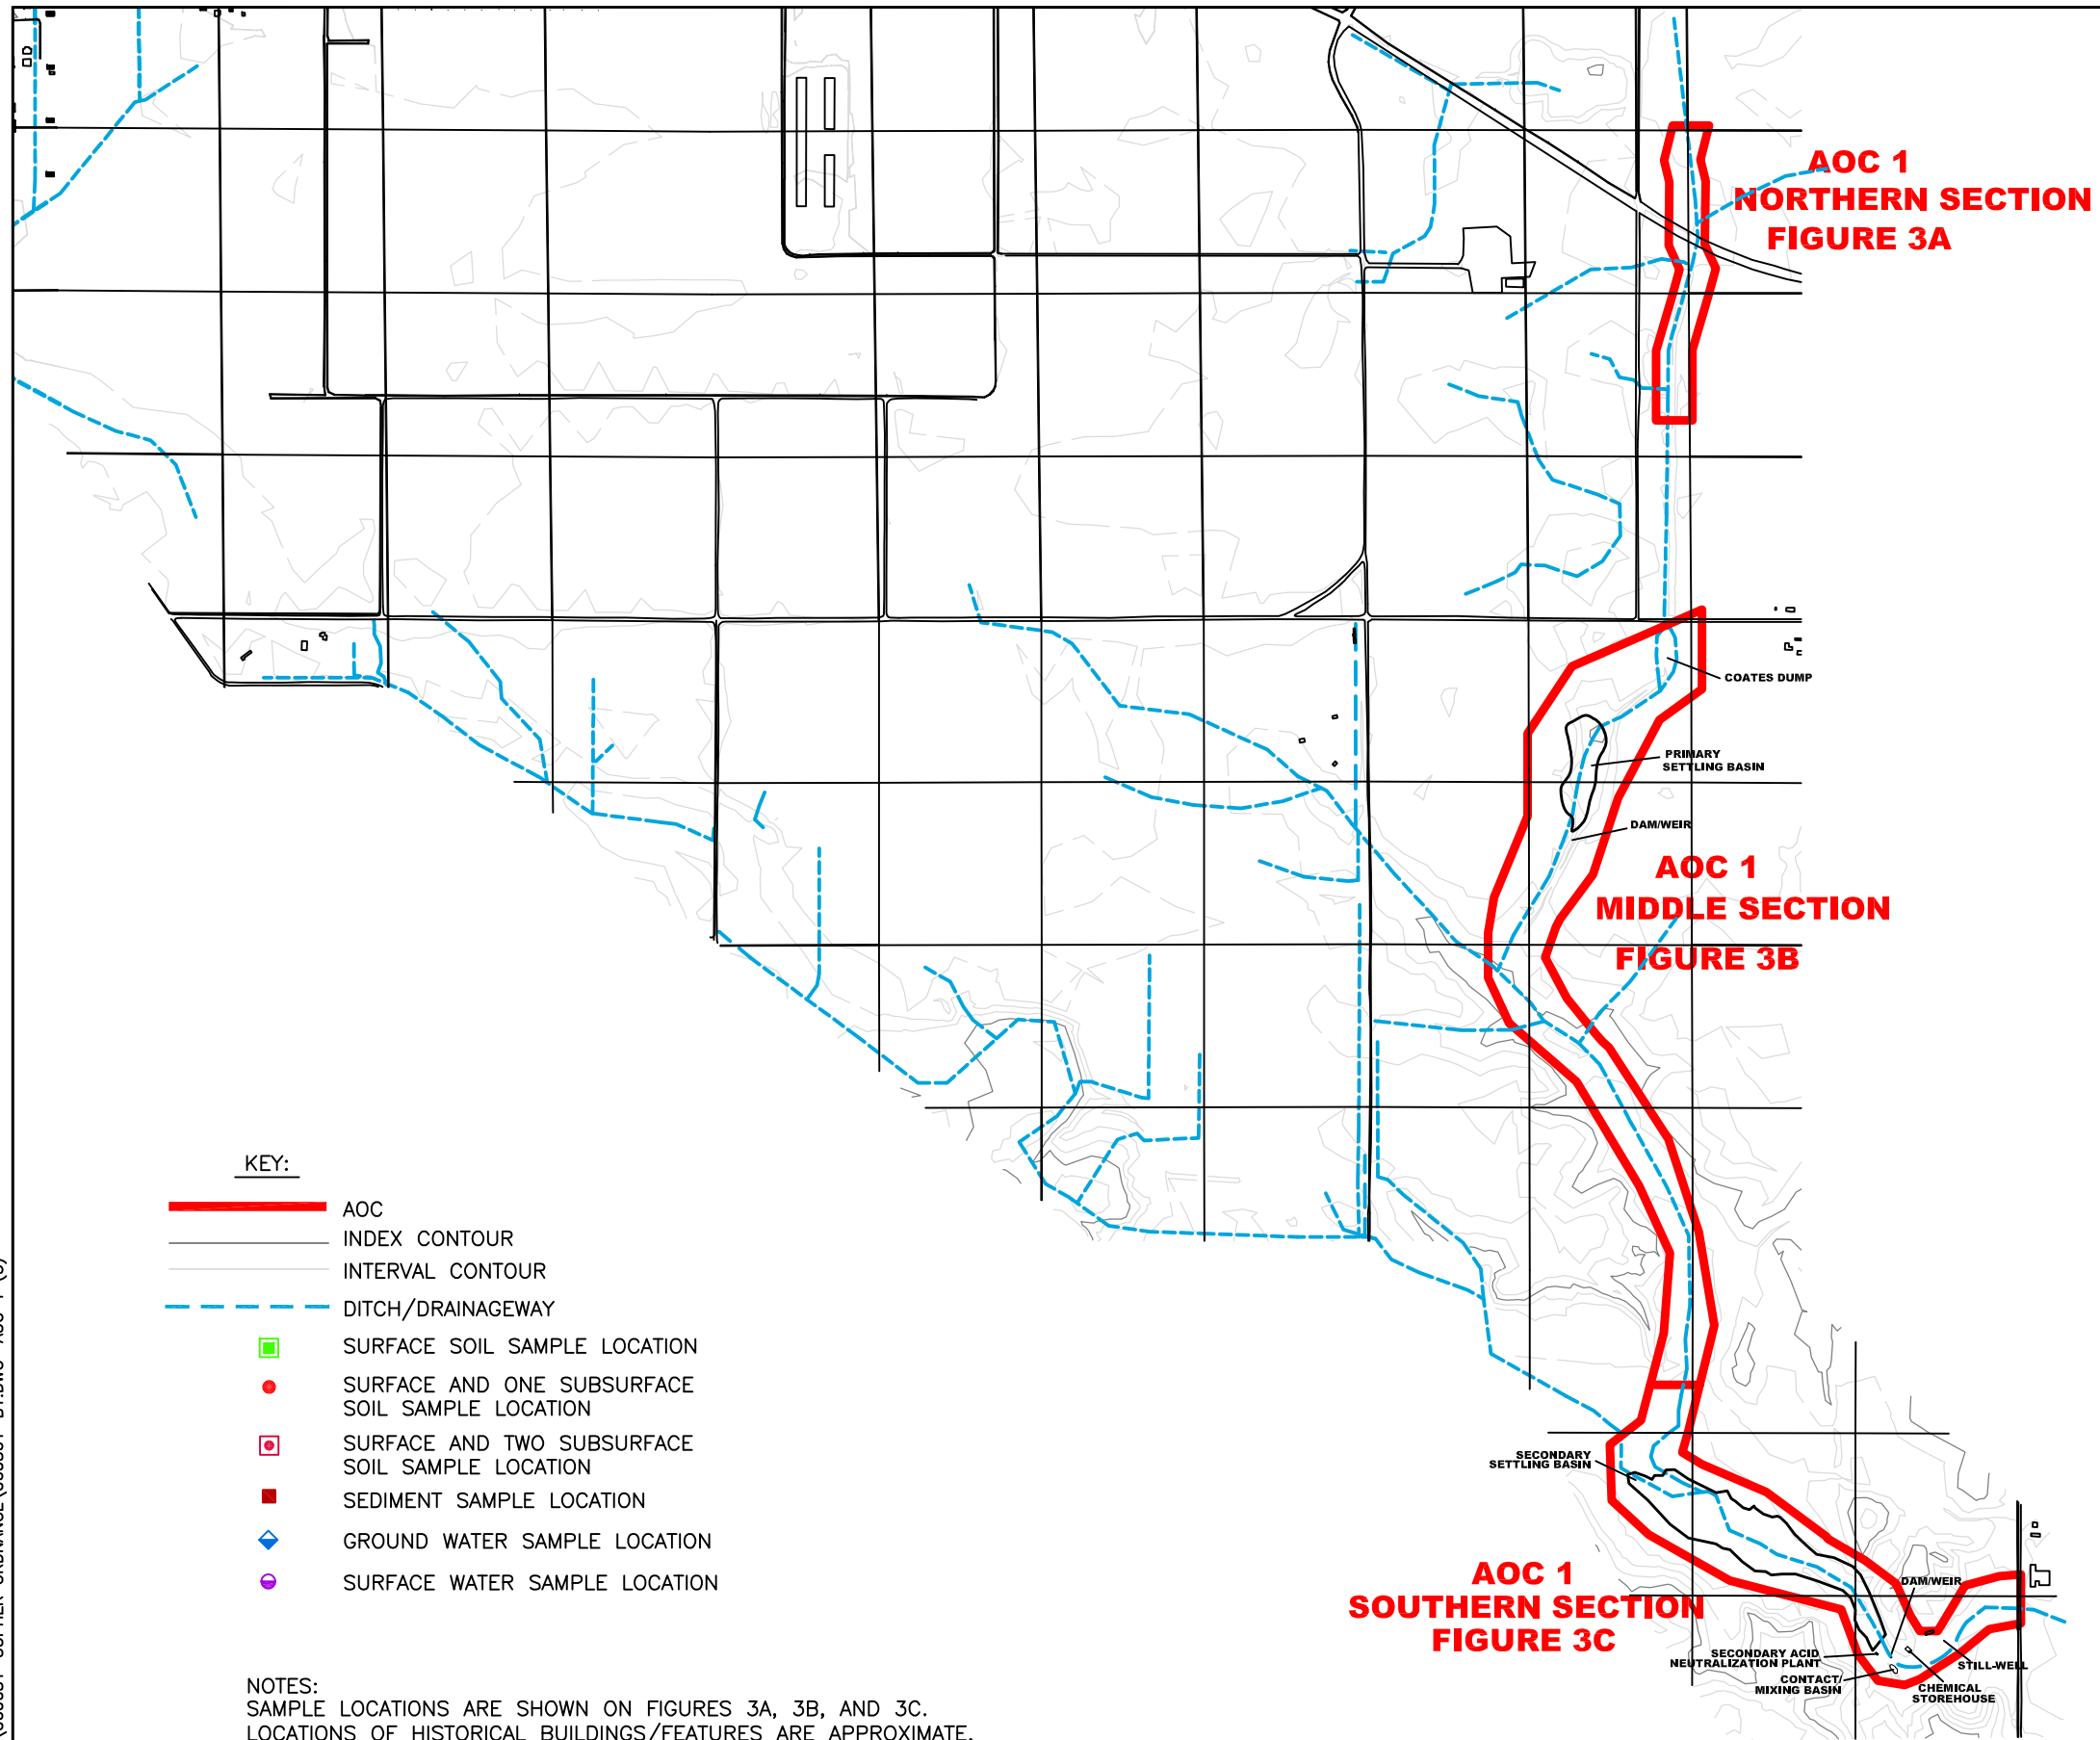 AOC 1
NORTHERN SECTION
FIGURE 3A
COATES DUMP
PRIMARY
SETTLING BASIN
DAM/WEIR
AOC 1
MIDDLE SECTION
FIGURE 3B
KEY:
AOC
INDEX CONTOUR
INTERVAL CONTOUR
DITCH/DRAINAGEWAY
SURFACE SOIL SAMPLE LOCATION
SURFACE AND ONE SUBSURFACE
SOIL SAMPLE LOCATION
SURFACE AND TWO SUBSURFACE
SOIL SAMPLE LOCATION
SEDIMENT SAMPLE LOCATION
GROUND WATER SAMPLE LOCATION
SURFACE WATER SAMPLE LOCATION
SECONDARY
SETTLING BASIN
AOC 1
SOUTHERN SECTION
FIGURE 3C
DAM/WEIR
SECONDARY ACID
NEUTRALIZATION PLANT
CONTACT/
MIXING BASIN
STILL-WELL
CHEMICAL
STOREHOUSE
NOTES:
SAMPLE LOCATIONS ARE SHOWN ON FIGURES 3A, 3B, AND 3C.
LOCATIONS OF HISTORICAL BUILDINGS/FEATURES ARE APPROXIMATE.